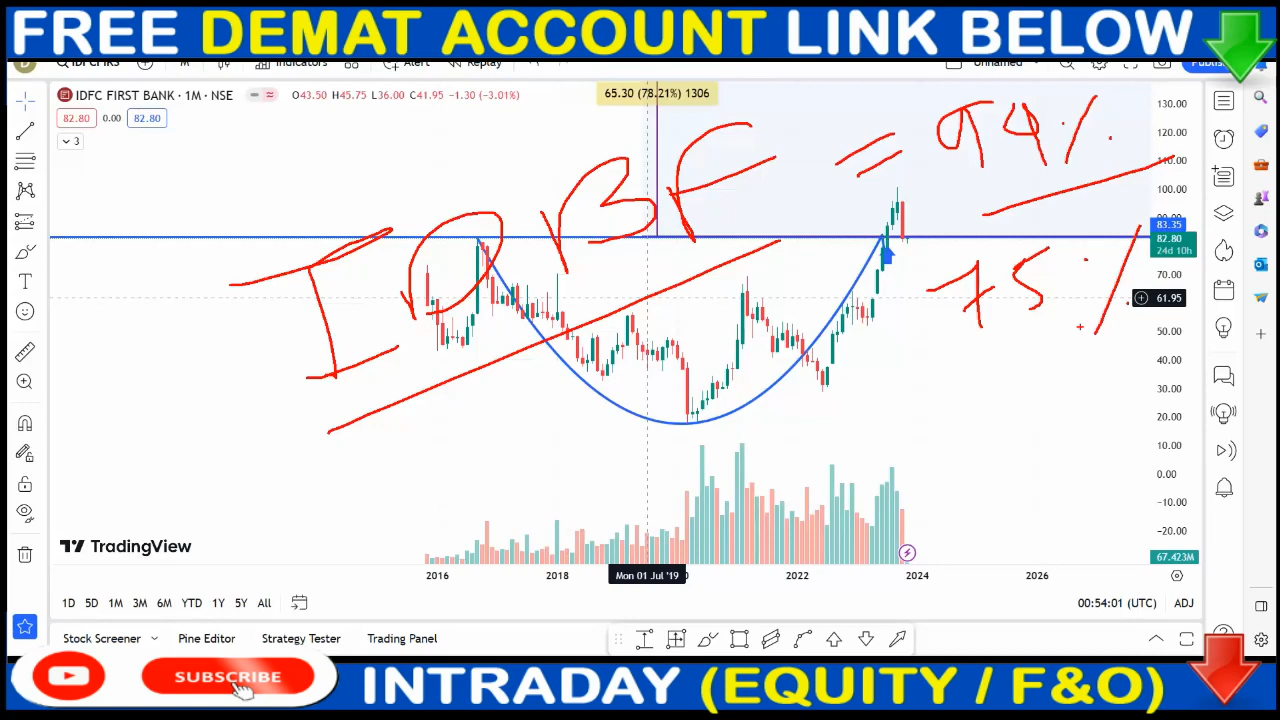 FREE DEMAT ACCOUNT LINK BELOW
Indicators
Alert
Replay
Unnamed
IDFC FIRST BANK · 1M · NSE
O43.50 H45.75 L36.00 C41.95 −1.30 (−3.01%)
82.80 0.00 82.80
3
65.30 (78.21%) 1306
130.00
120.00
110.00
100.00
83.35
82.80
24d 10h
70.00
61.95
50.00
40.00
30.00
20.00
10.00
0.00
−10.00
−20.00
67.423M
IDBF = 99%
75%
TradingView
2016 2018 Mon 01 Jul '19 2022 2024 2026
1D 5D 1M 3M 6M YTD 1Y 5Y All
00:54:01 (UTC) ADJ
Stock Screener Pine Editor Strategy Tester Trading Panel
SUBSCRIBE
INTRADAY (EQUITY / F&O)